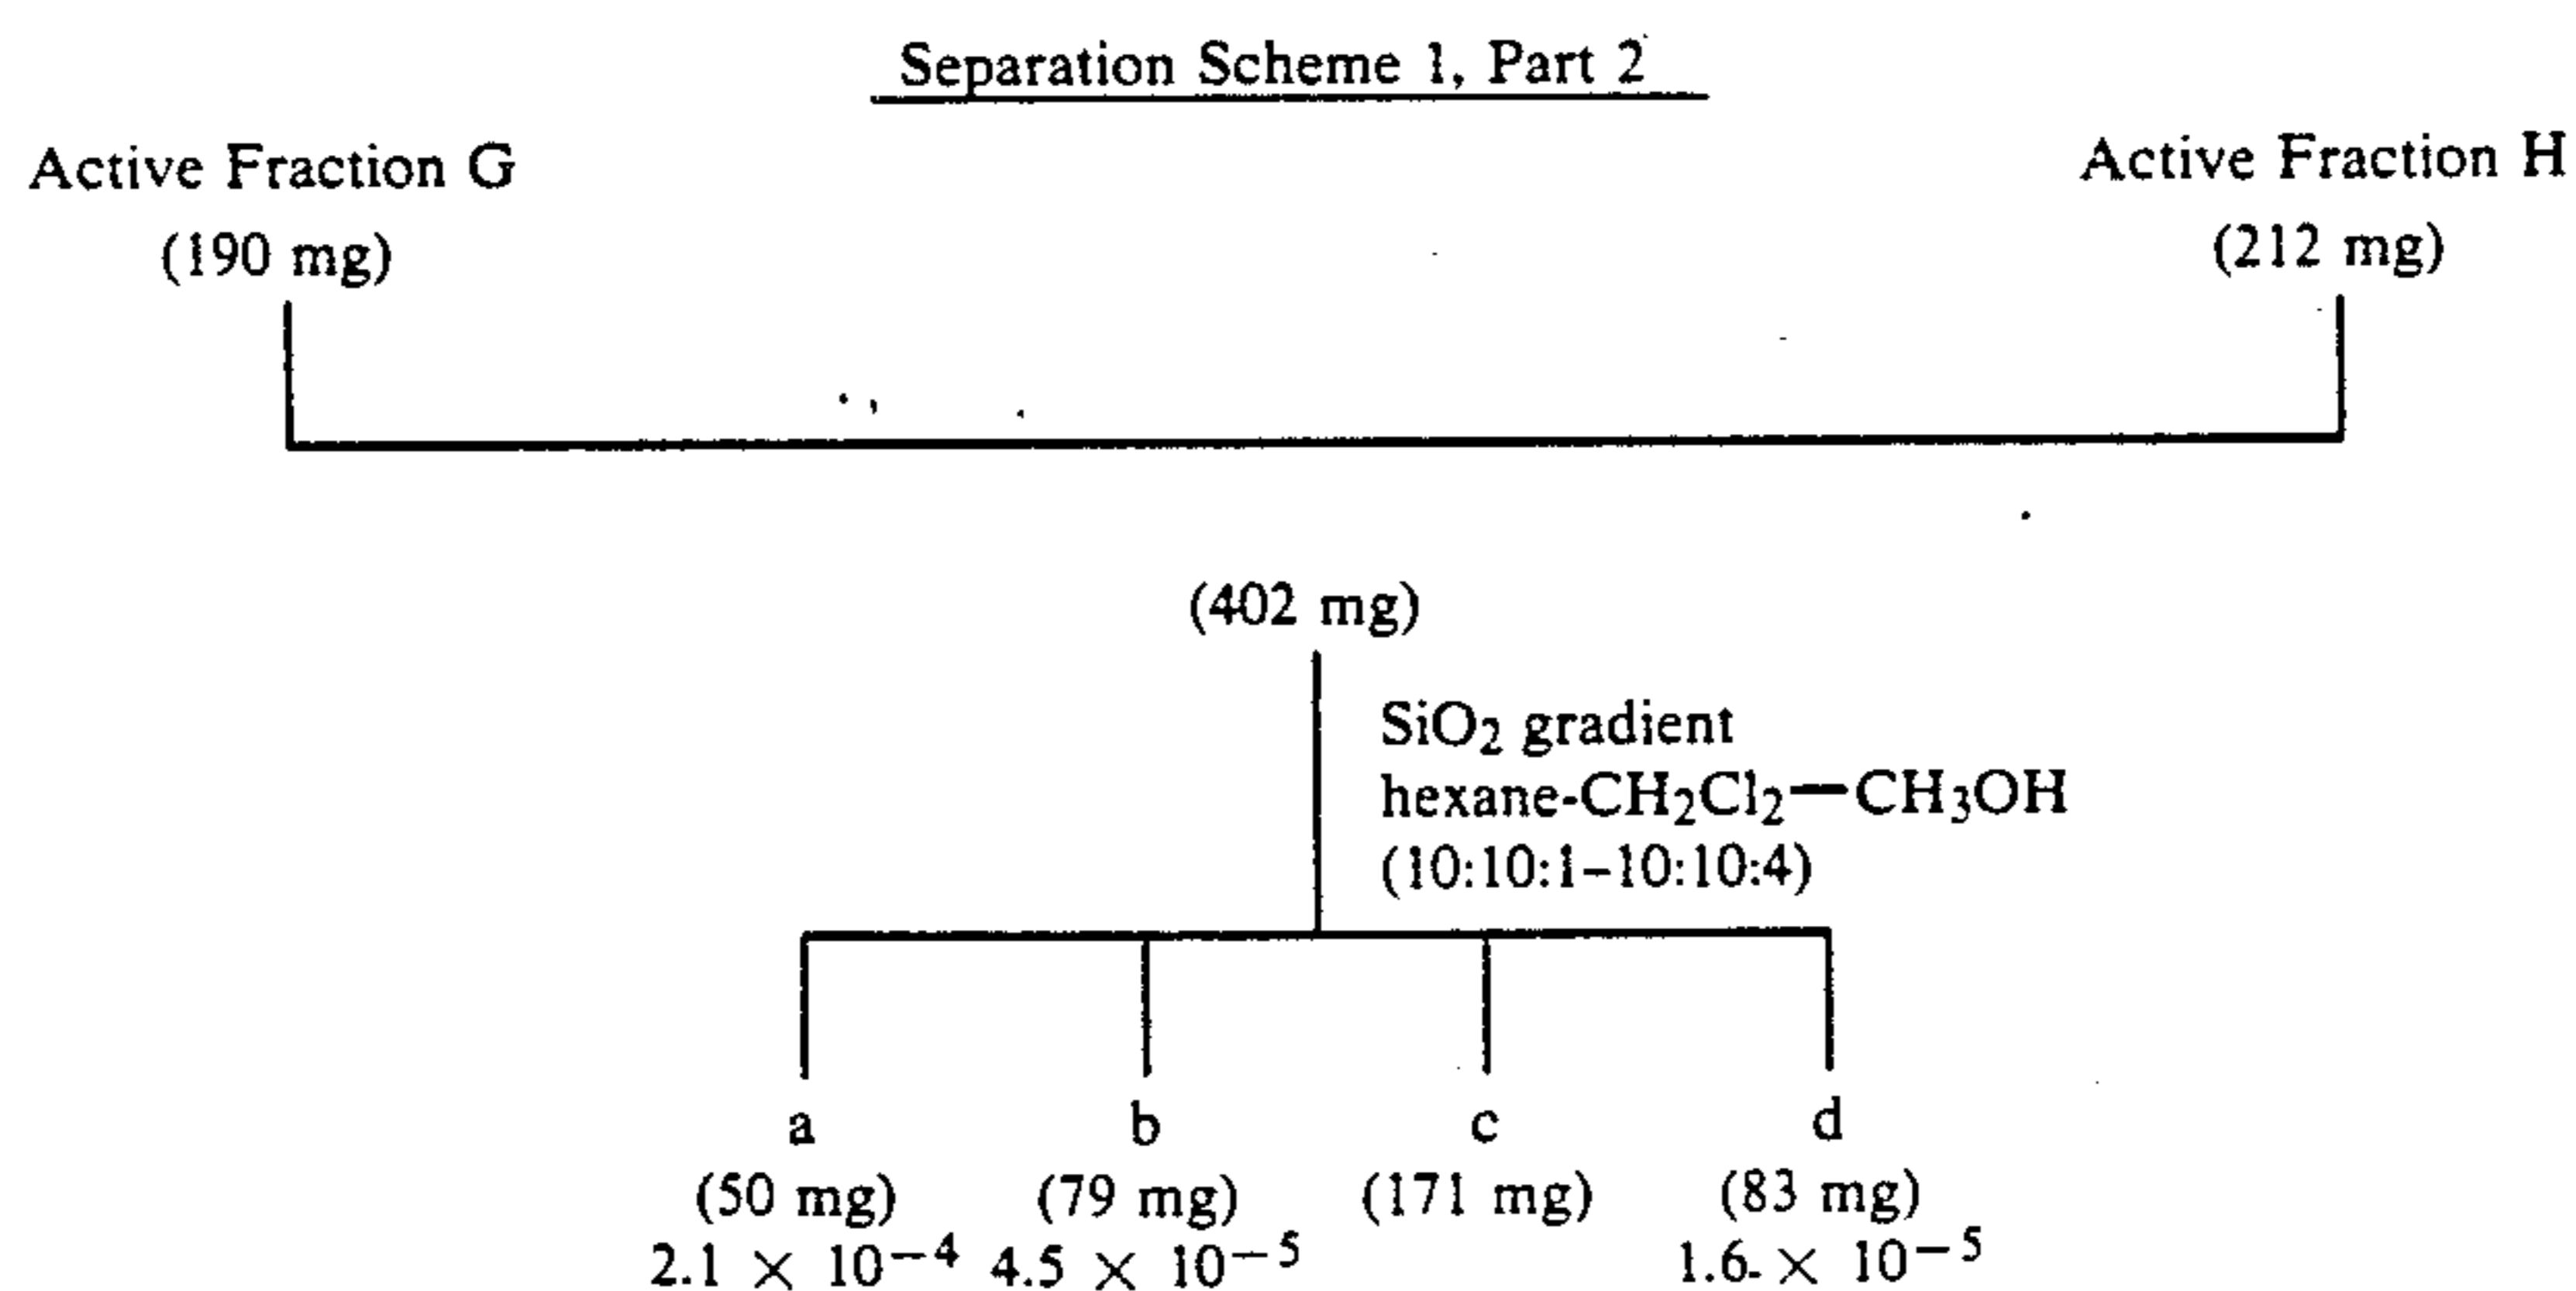 Separation Scheme 1, Part 2
Active Fraction G
(190 mg)
Active Fraction H
(212 mg)
(402 mg)
SiO₂ gradient
hexane-CH₂Cl₂—CH₃OH
(10:10:1–10:10:4)
a b c d
(50 mg) (79 mg) (171 mg) (83 mg)
2.1 × 10⁻⁴ 4.5 × 10⁻⁵ 1.6 × 10⁻⁵